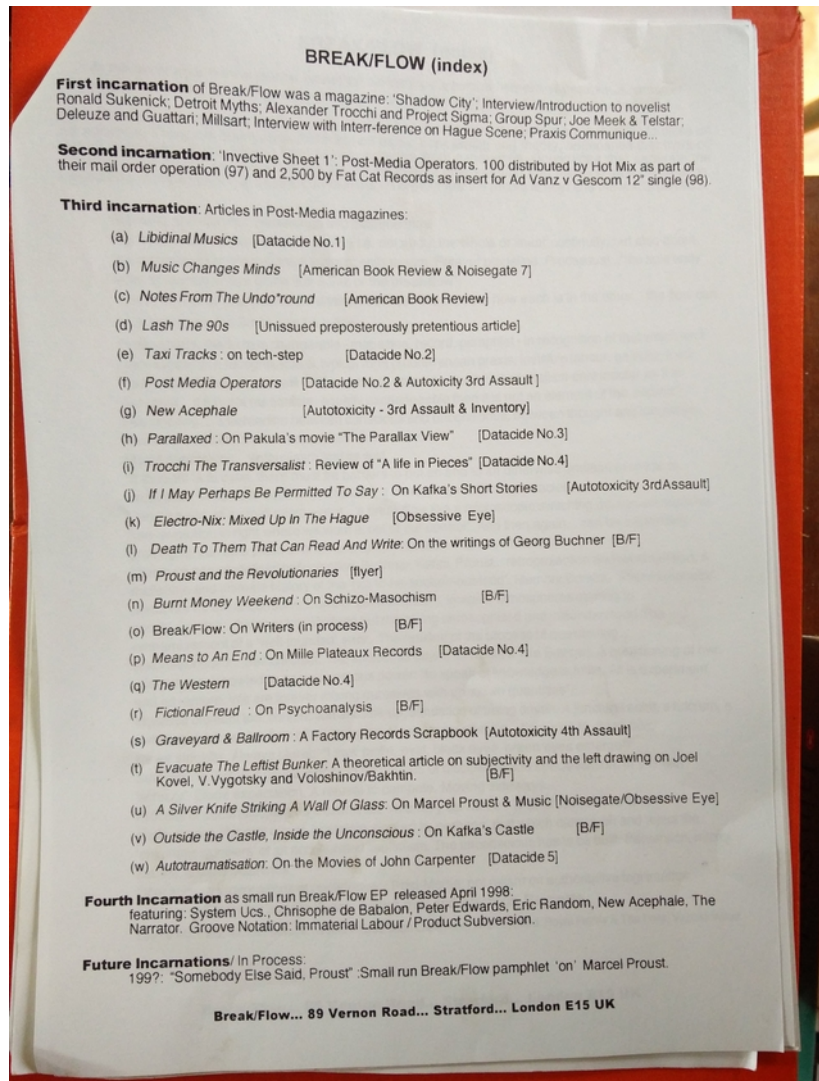 BREAK/FLOW (index)
First incarnation of Break/Flow was a magazine: 'Shadow City'; Interview/Introduction to novelist
Ronald Sukenick; Detroit Myths; Alexander Trocchi and Project Sigma; Group Spur; Joe Meek & Telstar;
Deleuze and Guattari; Millsart; Interview with Interr-ference on Hague Scene; Praxis Communique...
Second incarnation: 'Invective Sheet 1': Post-Media Operators. 100 distributed by Hot Mix as part of
their mail order operation (97) and 2,500 by Fat Cat Records as insert for Ad Vanz v Gescom 12" single (98).
Third incarnation: Articles in Post-Media magazines:
(a) Libidinal Musics [Datacide No.1]
(b) Music Changes Minds [American Book Review & Noisegate 7]
(c) Notes From The Undo*round [American Book Review]
(d) Lash The 90s [Unissued preposterously pretentious article]
(e) Taxi Tracks : on tech-step [Datacide No.2]
(f) Post Media Operators [Datacide No.2 & Autoxicity 3rd Assault ]
(g) New Acephale [Autotoxicity - 3rd Assault & Inventory]
(h) Parallaxed : On Pakula's movie "The Parallax View" [Datacide No.3]
(i) Trocchi The Transversalist : Review of "A life in Pieces" [Datacide No.4]
(j) If I May Perhaps Be Permitted To Say : On Kafka's Short Stories [Autotoxicity 3rdAssault]
(k) Electro-Nix: Mixed Up In The Hague [Obsessive Eye]
(l) Death To Them That Can Read And Write: On the writings of Georg Buchner [B/F]
(m) Proust and the Revolutionaries [flyer]
(n) Burnt Money Weekend : On Schizo-Masochism [B/F]
(o) Break/Flow: On Writers (in process) [B/F]
(p) Means to An End : On Mille Plateaux Records [Datacide No.4]
(q) The Western [Datacide No.4]
(r) FictionalFreud : On Psychoanalysis [B/F]
(s) Graveyard & Ballroom : A Factory Records Scrapbook [Autotoxicity 4th Assault]
(t) Evacuate The Leftist Bunker: A theoretical article on subjectivity and the left drawing on Joel
Kovel, V.Vygotsky and Voloshinov/Bakhtin. [B/F]
(u) A Silver Knife Striking A Wall Of Glass: On Marcel Proust & Music [Noisegate/Obsessive Eye]
(v) Outside the Castle, Inside the Unconscious : On Kafka's Castle [B/F]
(w) Autotraumatisation: On the Movies of John Carpenter [Datacide 5]
Fourth Incarnation as small run Break/Flow EP released April 1998:
featuring: System Ucs., Chrisophe de Babalon, Peter Edwards, Eric Random, New Acephale, The
Narrator. Groove Notation: Immaterial Labour / Product Subversion.
Future Incarnations/ In Process:
199?: "Somebody Else Said, Proust" :Small run Break/Flow pamphlet 'on' Marcel Proust.
Break/Flow... 89 Vernon Road... Stratford... London E15 UK